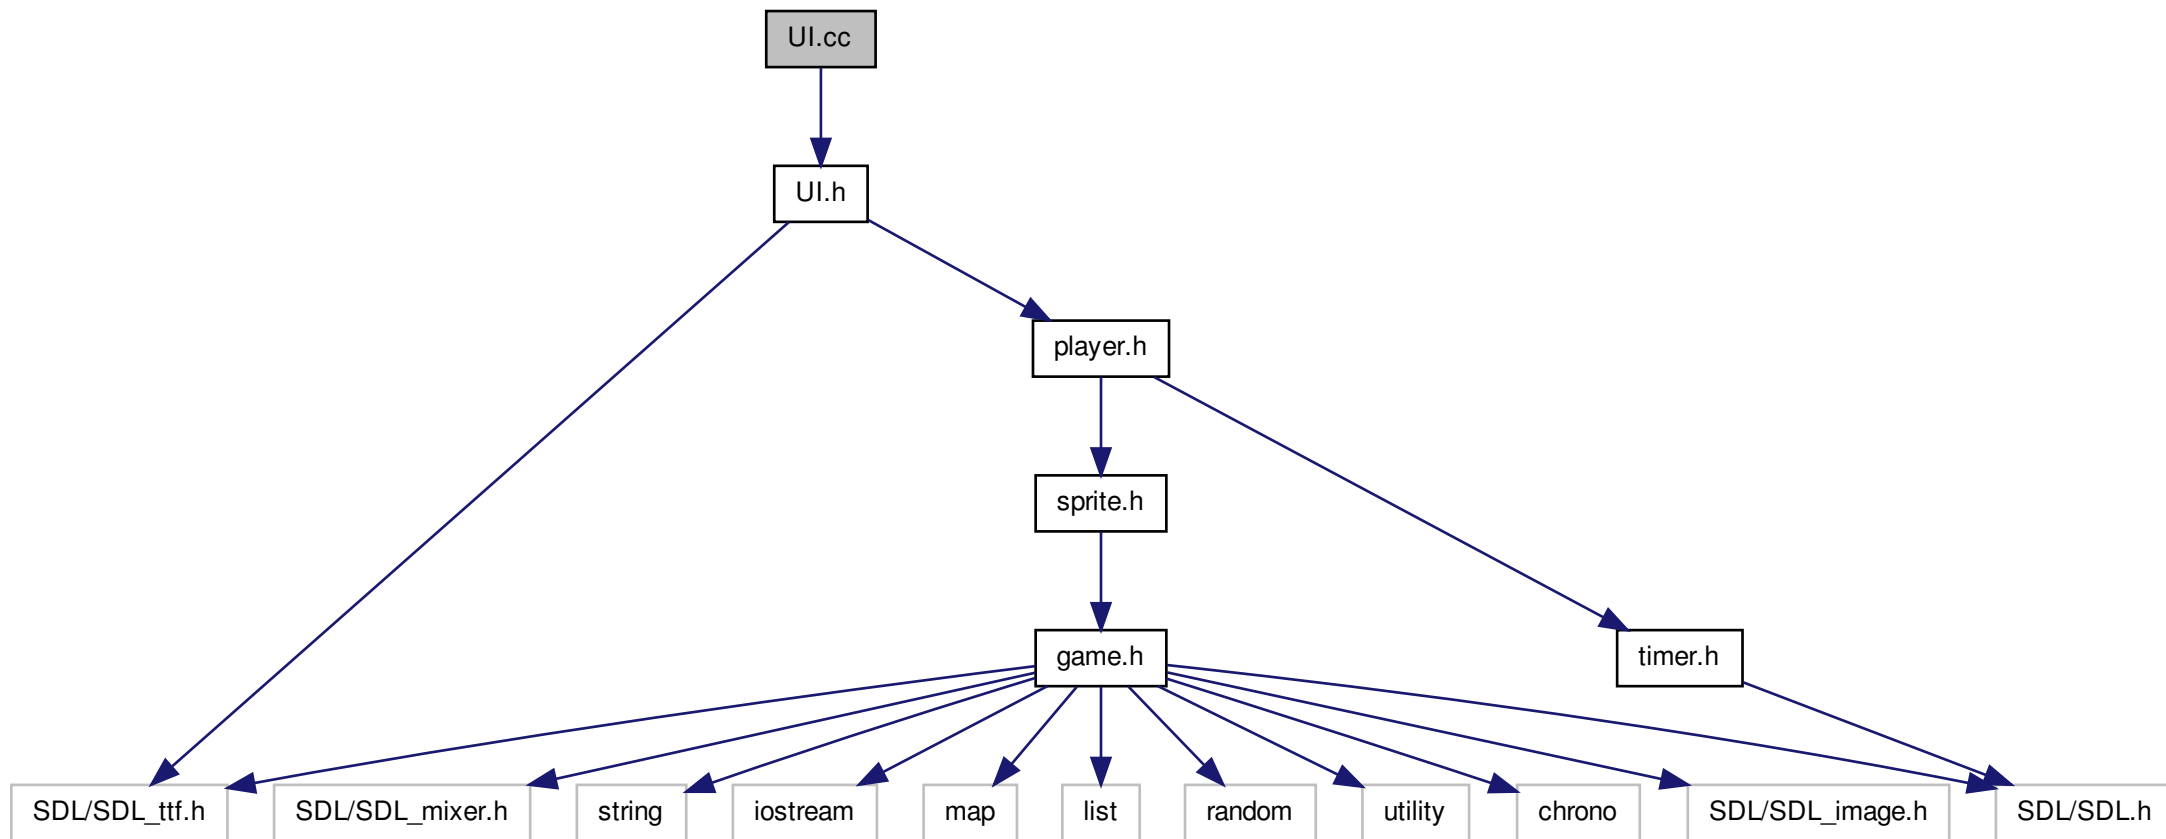 UI.cc
UI.h
player.h
sprite.h
game.h
timer.h
SDL/SDL_ttf.h
SDL/SDL_mixer.h
string
iostream
map
list
random
utility
chrono
SDL/SDL_image.h
SDL/SDL.h